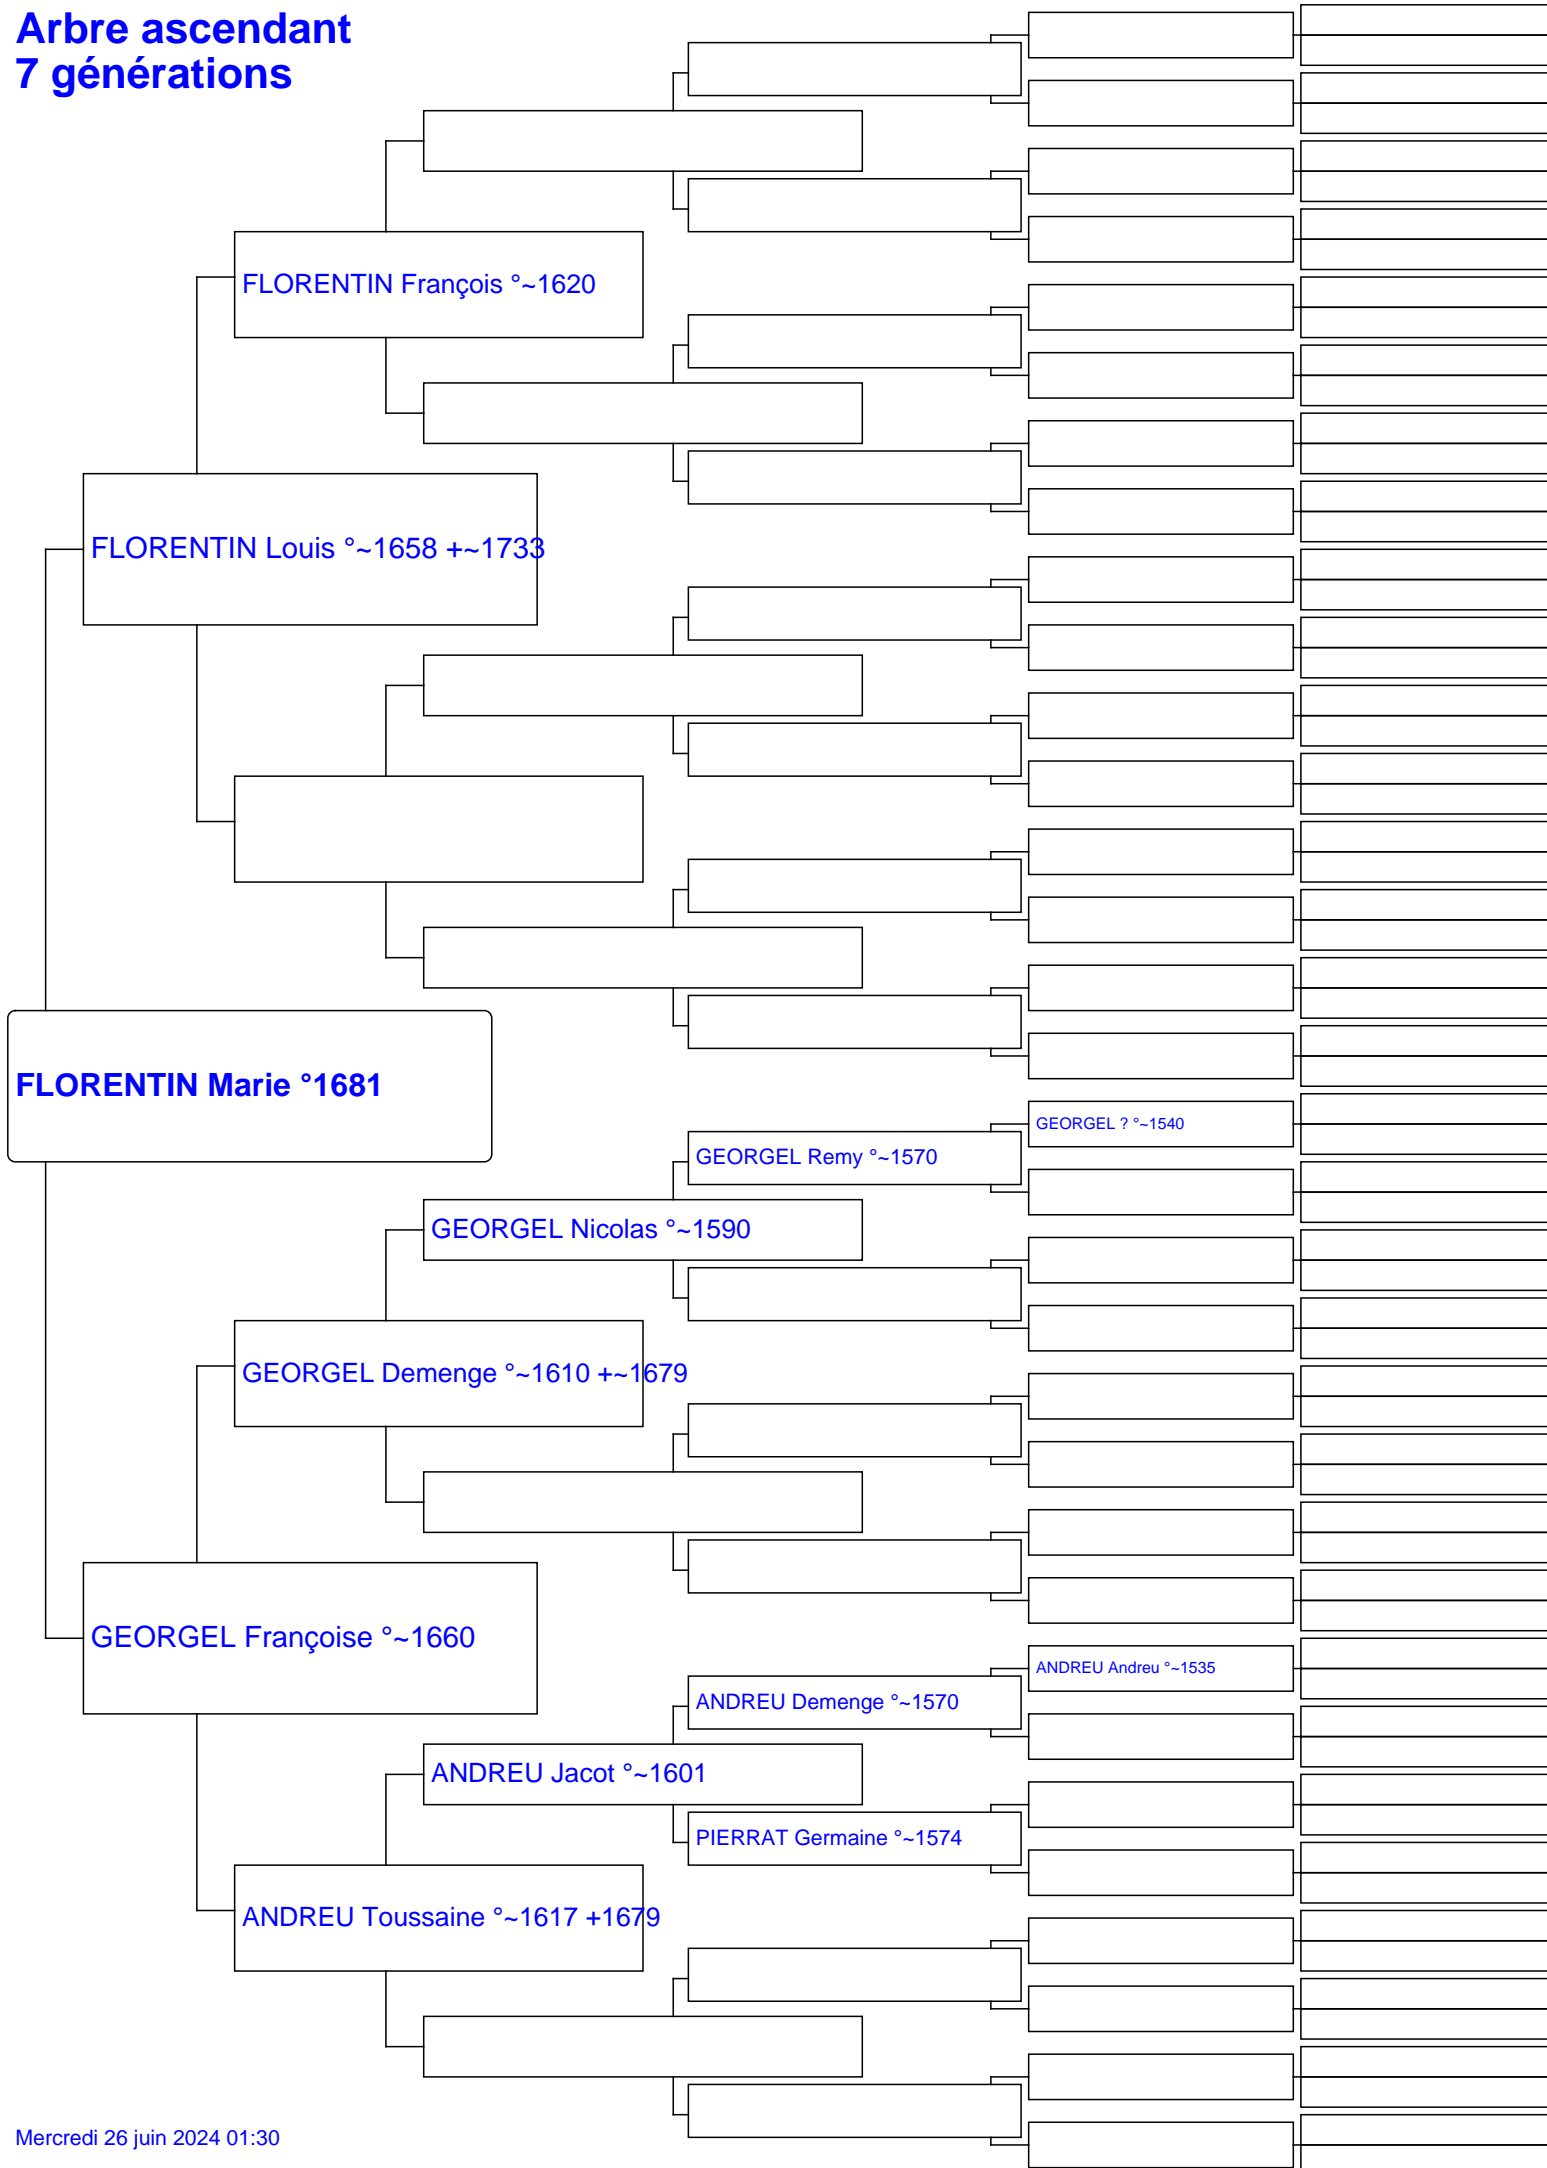 Arbre ascendant
7 générations
FLORENTIN François °~1620
FLORENTIN Louis °~1658 +~1733
FLORENTIN Marie °1681
GEORGEL ? °~1540
GEORGEL Remy °~1570
GEORGEL Nicolas °~1590
GEORGEL Demenge °~1610 +~1679
GEORGEL Françoise °~1660
ANDREU Andreu °~1535
ANDREU Demenge °~1570
ANDREU Jacot °~1601
PIERRAT Germaine °~1574
ANDREU Toussaine °~1617 +1679
Mercredi 26 juin 2024 01:30